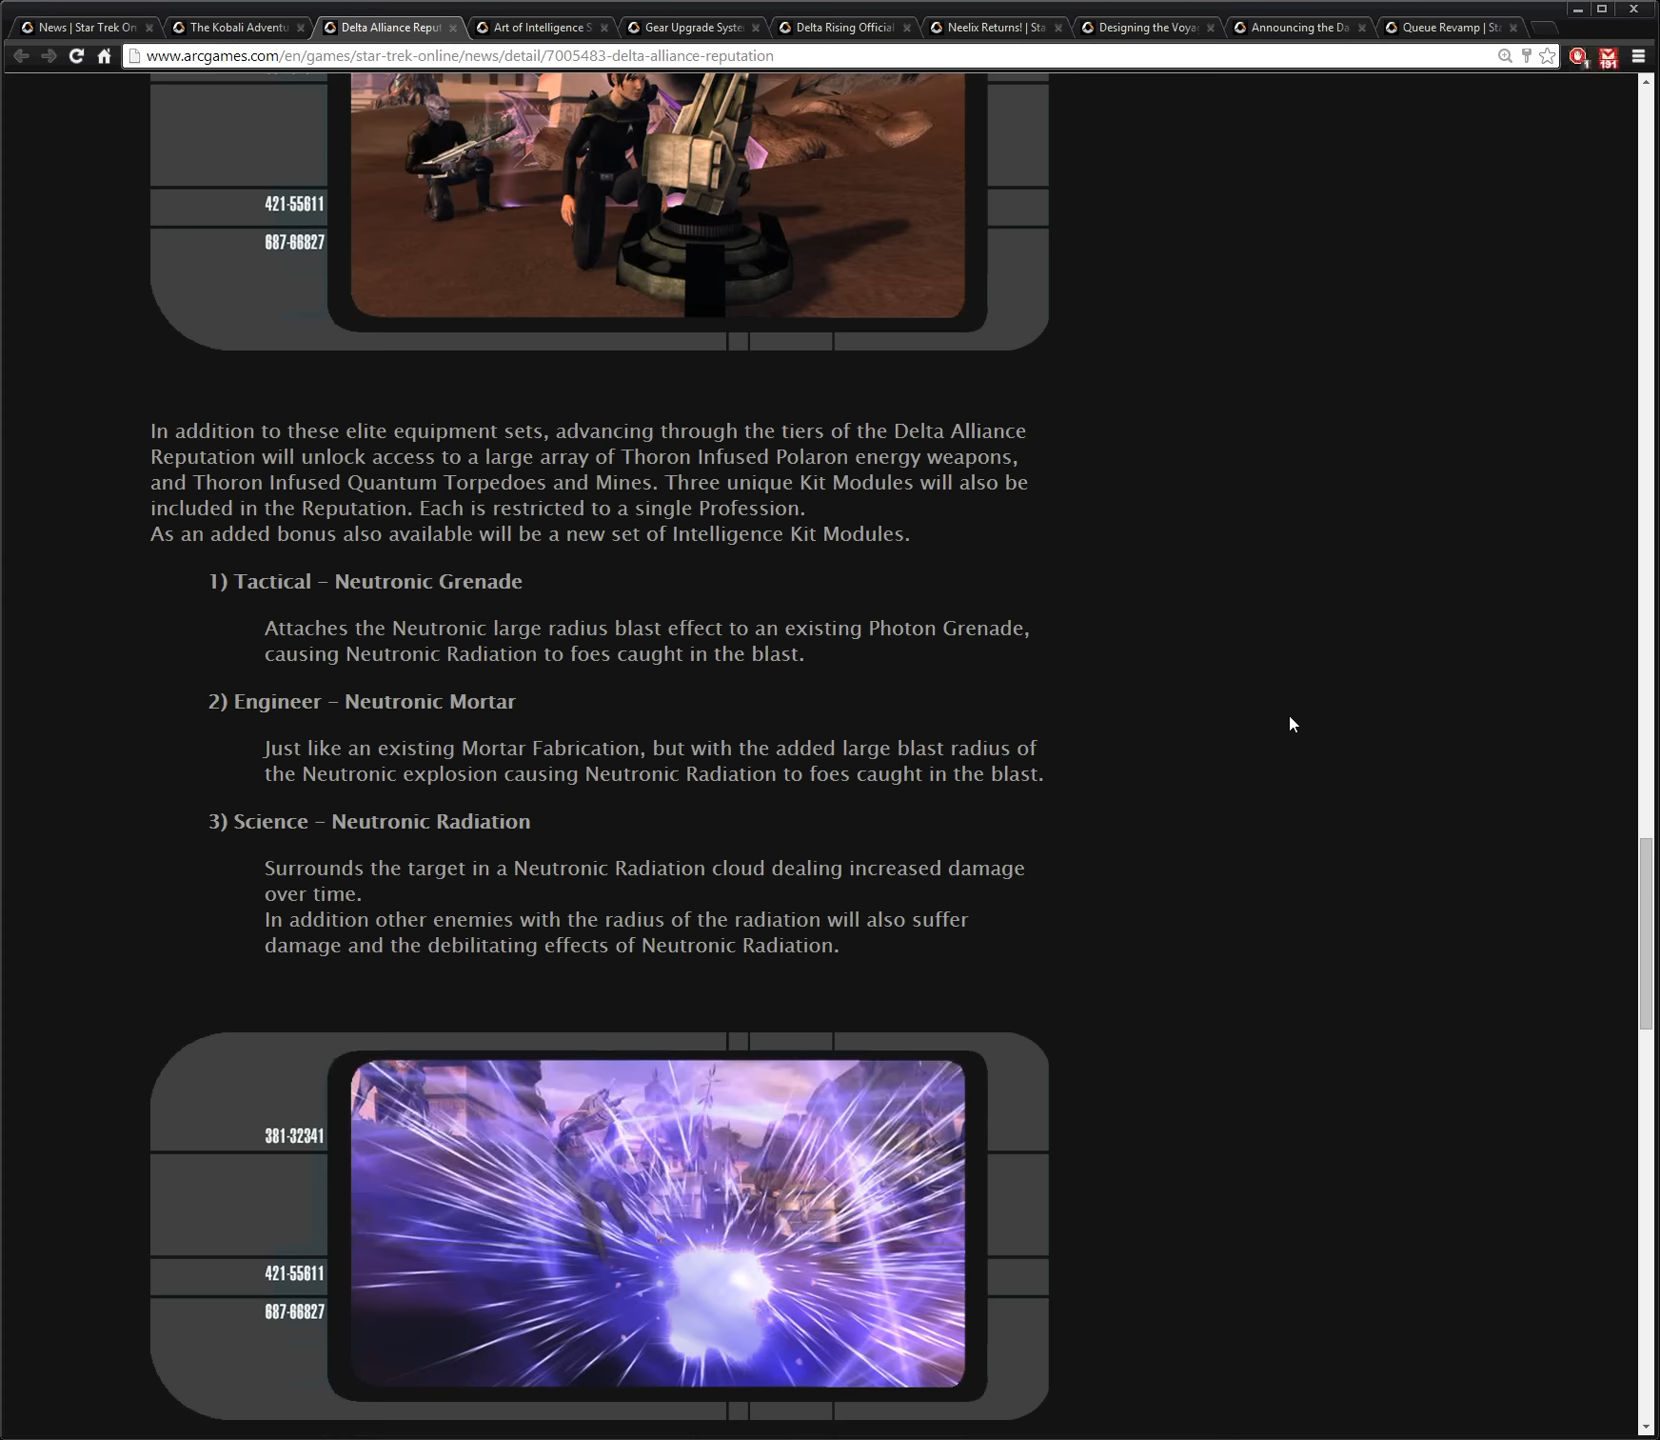 News | Star Trek On
The Kobali Adventu
Delta Alliance Reput
Art of Intelligence S
Gear Upgrade Syste
Delta Rising Official
Neelix Returns! | Sta
Designing the Voya
Announcing the Da
Queue Revamp | Sta
www.arcgames.com/en/games/star-trek-online/news/detail/7005483-delta-alliance-reputation
1
191
421-55611
687-66827
In addition to these elite equipment sets, advancing through the tiers of the Delta Alliance
Reputation will unlock access to a large array of Thoron Infused Polaron energy weapons,
and Thoron Infused Quantum Torpedoes and Mines. Three unique Kit Modules will also be
included in the Reputation. Each is restricted to a single Profession.
As an added bonus also available will be a new set of Intelligence Kit Modules.
1) Tactical – Neutronic Grenade
Attaches the Neutronic large radius blast effect to an existing Photon Grenade,
causing Neutronic Radiation to foes caught in the blast.
2) Engineer – Neutronic Mortar
Just like an existing Mortar Fabrication, but with the added large blast radius of
the Neutronic explosion causing Neutronic Radiation to foes caught in the blast.
3) Science – Neutronic Radiation
Surrounds the target in a Neutronic Radiation cloud dealing increased damage
over time.
In addition other enemies with the radius of the radiation will also suffer
damage and the debilitating effects of Neutronic Radiation.
381-32341
421-55611
687-66827